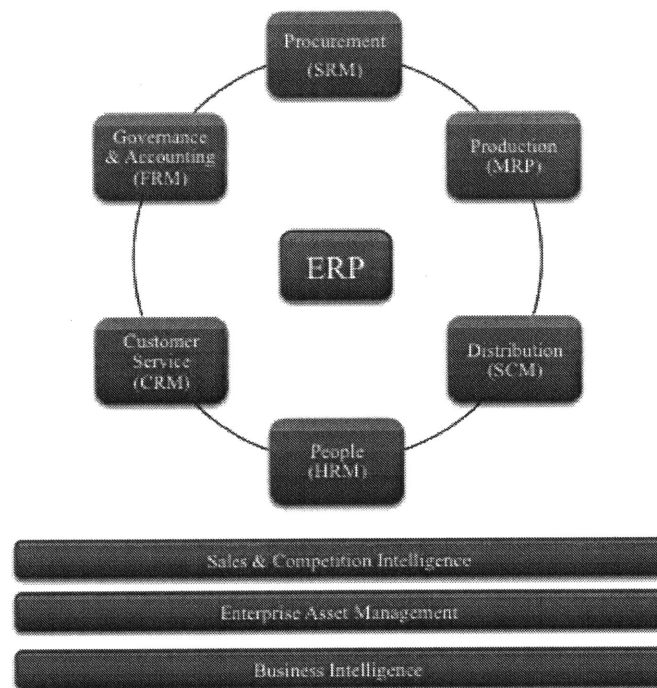 Procurement
(SRM)
Governance
& Accounting
(FRM)
Production
(MRP)
ERP
Customer
Service
(CRM)
Distribution
(SCM)
People
(HRM)
Sales & Competition Intelligence
Enterprise Asset Management
Business Intelligence